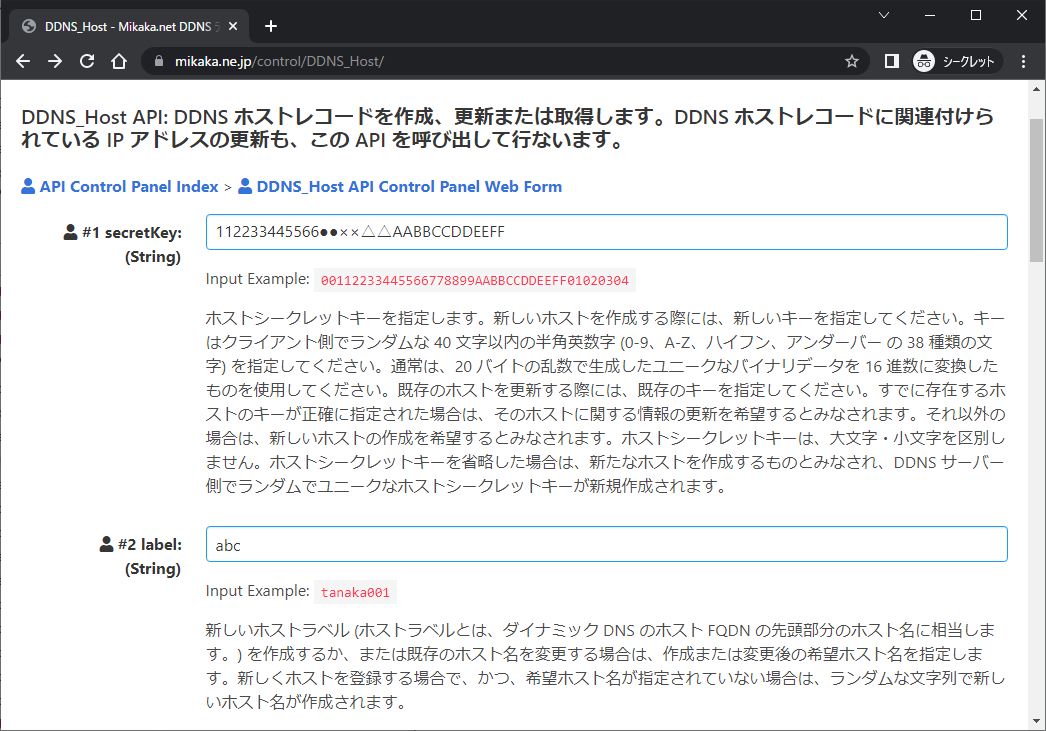 DDNS_Host - Mikaka.net DDNS
mikaka.ne.jp/control/DDNS_Host/
シークレット
DDNS_Host API: DDNS ホストレコードを作成、更新または取得します。DDNS ホストレコードに関連付けら
れている IP アドレスの更新も、この API を呼び出して行ないます。
API Control Panel Index > DDNS_Host API Control Panel Web Form
#1 secretKey:
(String)
112233445566●●××△△AABBCCDDEEFF
Input Example: 00112233445566778899AABBCCDDEEFF01020304
ホストシークレットキーを指定します。新しいホストを作成する際には、新しいキーを指定してください。キー
はクライアント側でランダムな 40 文字以内の半角英数字 (0-9、A-Z、ハイフン、アンダーバー の 38 種類の文
字) を指定してください。通常は、20 バイトの乱数で生成したユニークなバイナリデータを 16 進数に変換した
ものを使用してください。既存のホストを更新する際には、既存のキーを指定してください。すでに存在するホ
ストのキーが正確に指定された場合は、そのホストに関する情報の更新を希望するとみなされます。それ以外の
場合は、新しいホストの作成を希望するとみなされます。ホストシークレットキーは、大文字・小文字を区別し
ません。ホストシークレットキーを省略した場合は、新たなホストを作成するものとみなされ、DDNS サーバー
側でランダムでユニークなホストシークレットキーが新規作成されます。
#2 label:
(String)
abc
Input Example: tanaka001
新しいホストラベル (ホストラベルとは、ダイナミック DNS のホスト FQDN の先頭部分のホスト名に相当しま
す。) を作成するか、または既存のホスト名を変更する場合は、作成または変更後の希望ホスト名を指定しま
す。新しくホストを登録する場合で、かつ、希望ホスト名が指定されていない場合は、ランダムな文字列で新し
いホスト名が作成されます。